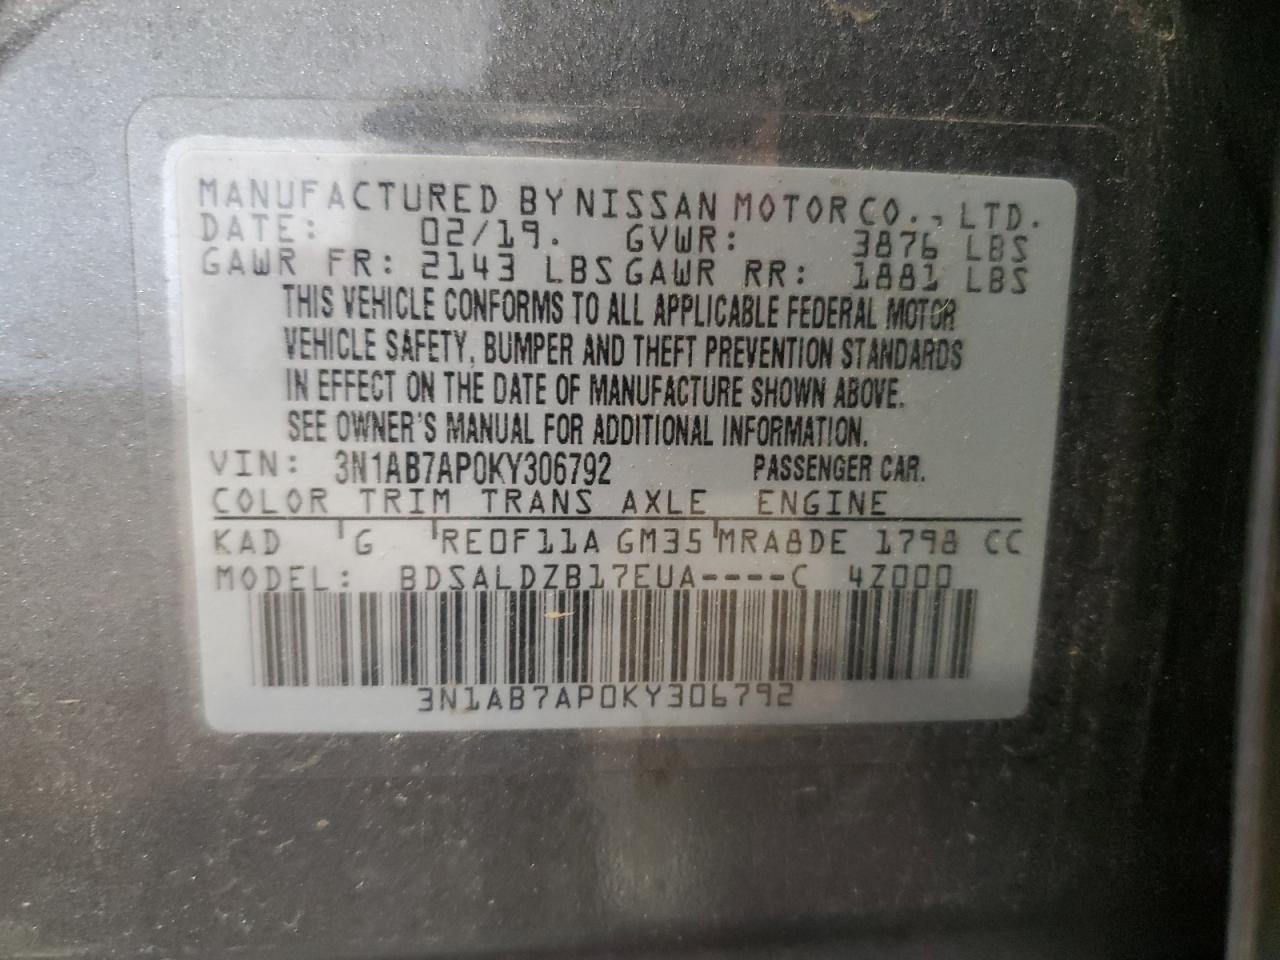 MANUFACTURED BY NISSAN MOTOR CO., LTD.
DATE: 02/19. GVWR: 3876 LBS
GAWR FR: 2143 LBS GAWR RR: 1881 LBS
THIS VEHICLE CONFORMS TO ALL APPLICABLE FEDERAL MOTOR
VEHICLE SAFETY, BUMPER AND THEFT PREVENTION STANDARDS
IN EFFECT ON THE DATE OF MANUFACTURE SHOWN ABOVE.
SEE OWNER'S MANUAL FOR ADDITIONAL INFORMATION.
VIN: 3N1AB7AP0KY306792 PASSENGER CAR.
COLOR TRIM TRANS AXLE ENGINE
KAD G RE0F11A GM35 MRA8DE 1798 CC
MODEL: BDSALDZB17EUA----C 4Z000
3N1AB7AP0KY306792